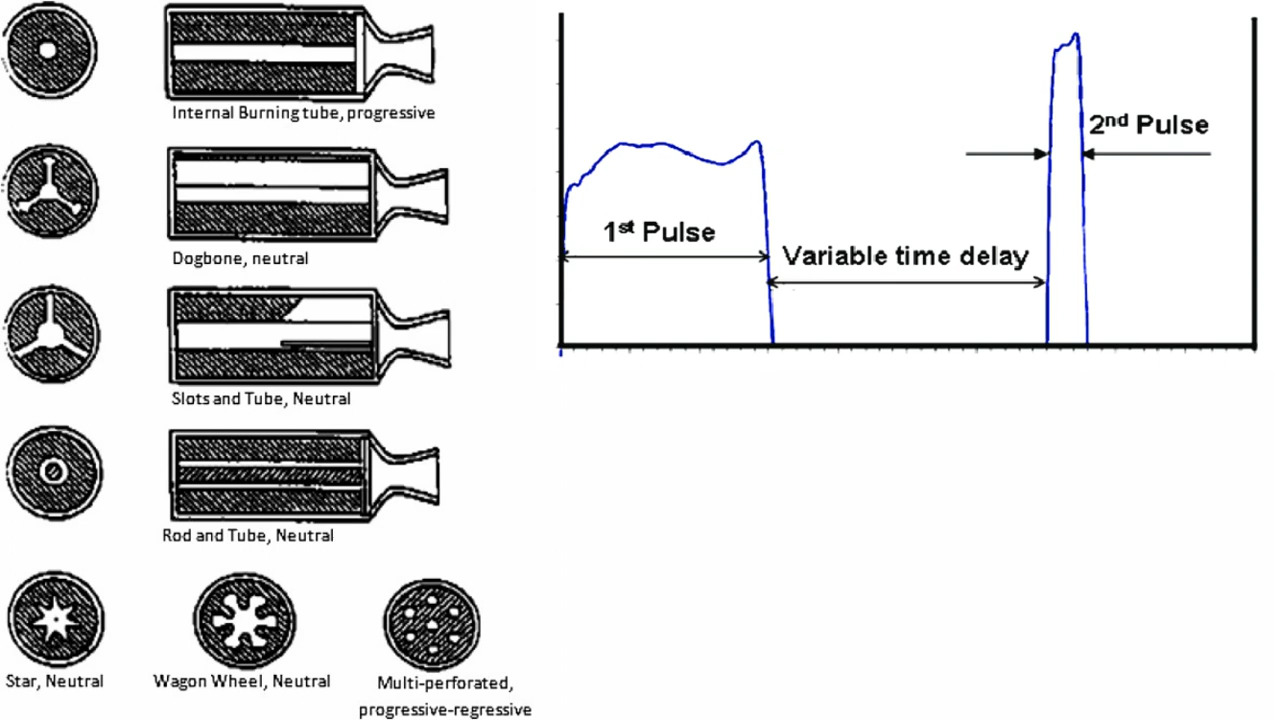 Internal Burning tube, progressive
Dogbone, neutral
Slots and Tube, Neutral
Rod and Tube, Neutral
Star, Neutral
Wagon Wheel, Neutral
Multi-perforated,
progressive-regressive
1st Pulse
Variable time delay
2nd Pulse